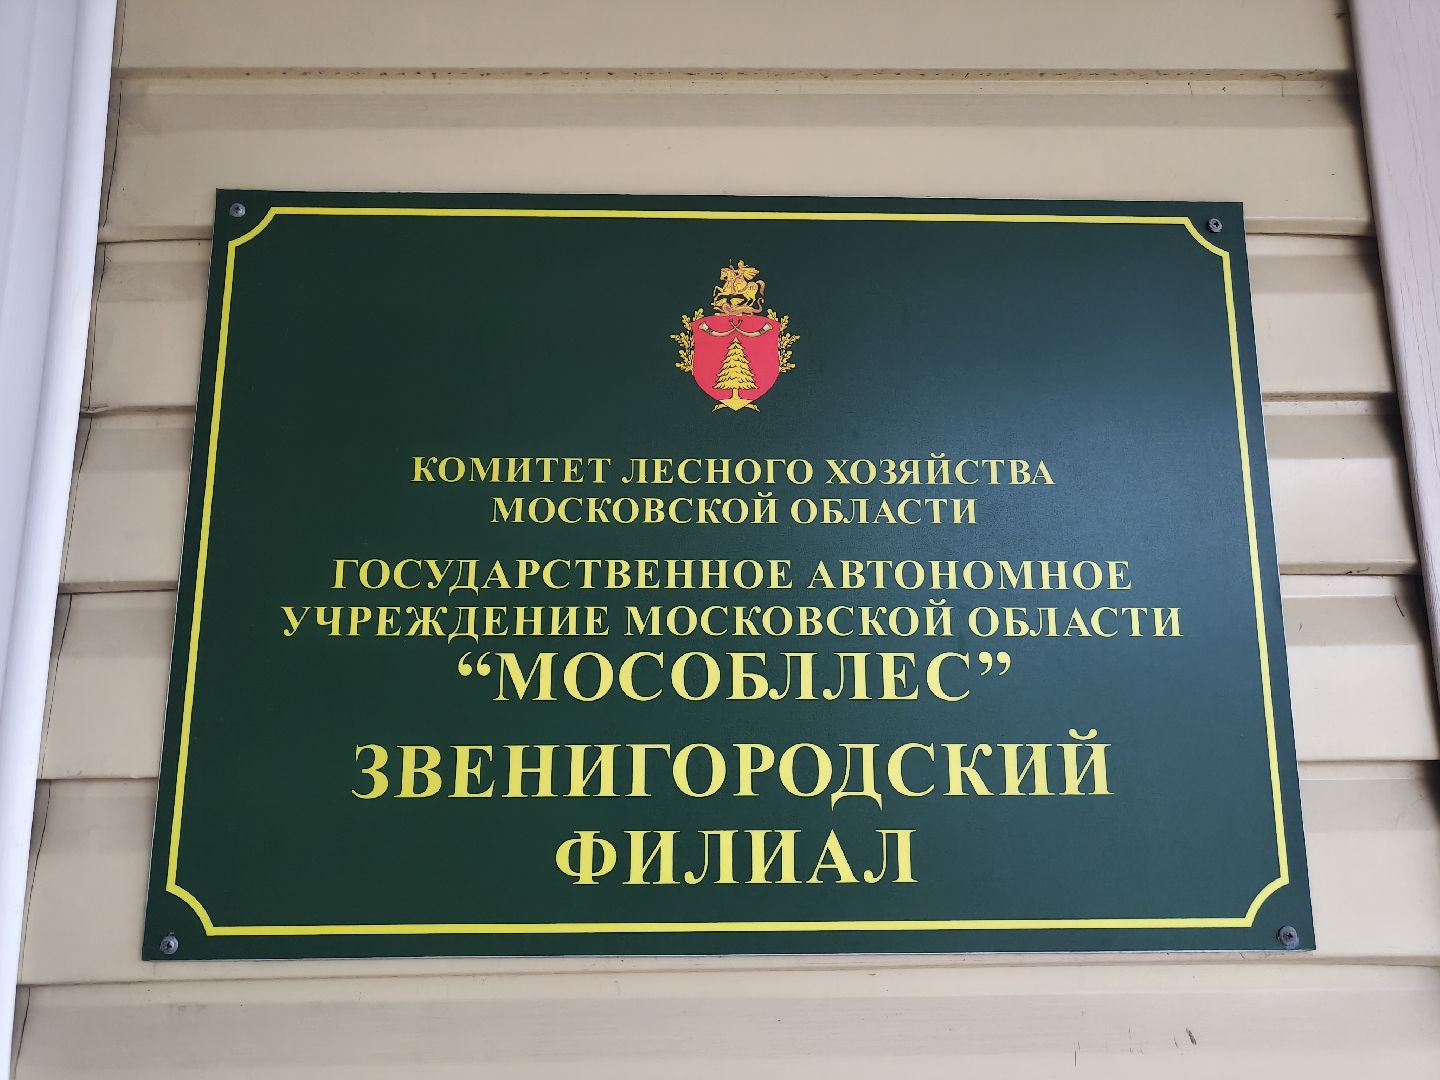 КОМИТЕТ ЛЕСНОГО ХОЗЯЙСТВА
МОСКОВСКОЙ ОБЛАСТИ
ГОСУДАРСТВЕННОЕ АВТОНОМНОЕ
УЧРЕЖДЕНИЕ МОСКОВСКОЙ ОБЛАСТИ
“МОСОБЛЛЕС”
ЗВЕНИГОРОДСКИЙ
ФИЛИАЛ